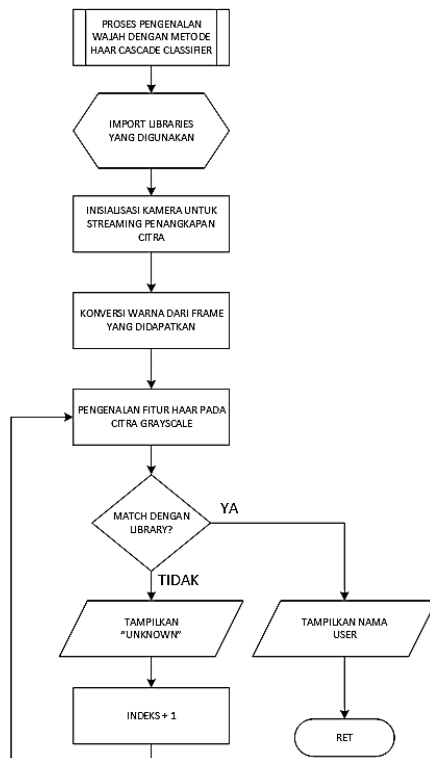 PROSES PENGENALAN
WAJAH DENGAN METODE
HAAR CASCADE CLASSIFIER
IMPORT LIBRARIES
YANG DIGUNAKAN
INISIALISASI KAMERA UNTUK
STREAMING PENANGKAPAN
CITRA
KONVERSI WARNA DARI FRAME
YANG DIDAPATKAN
PENGENALAN FITUR HAAR PADA
CITRA GRAYSCALE
MATCH DENGAN
LIBRARY?
YA
TIDAK
TAMPILKAN
"UNKNOWN"
TAMPILKAN NAMA
USER
INDEKS + 1
RET